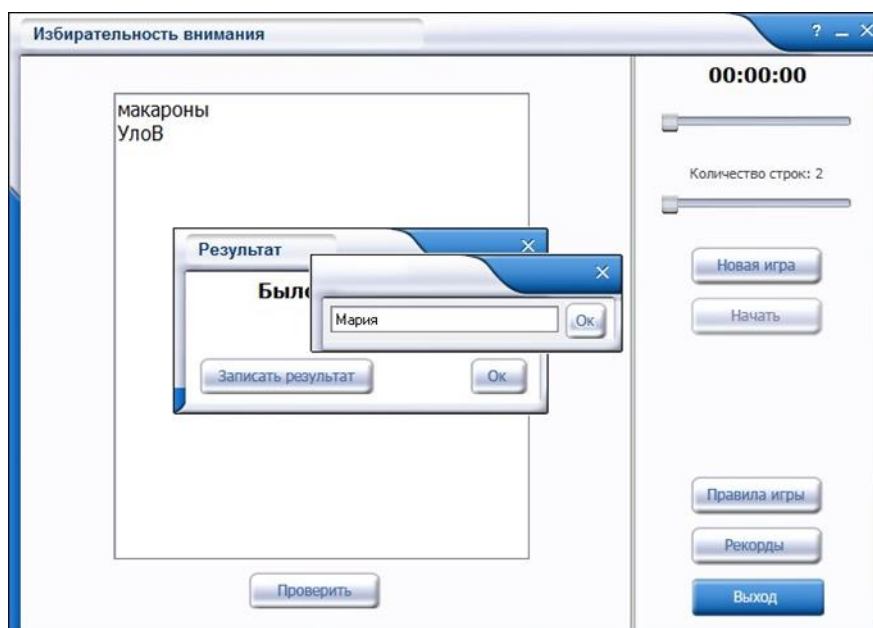 Избирательность внимания
? _ ×
00:00:00
макароны
УлоВ
Количество строк: 2
Результат
Мария
Ок
Записать результат
Ок
Новая игра
Начать
Правила игры
Рекорды
Проверить
Выход